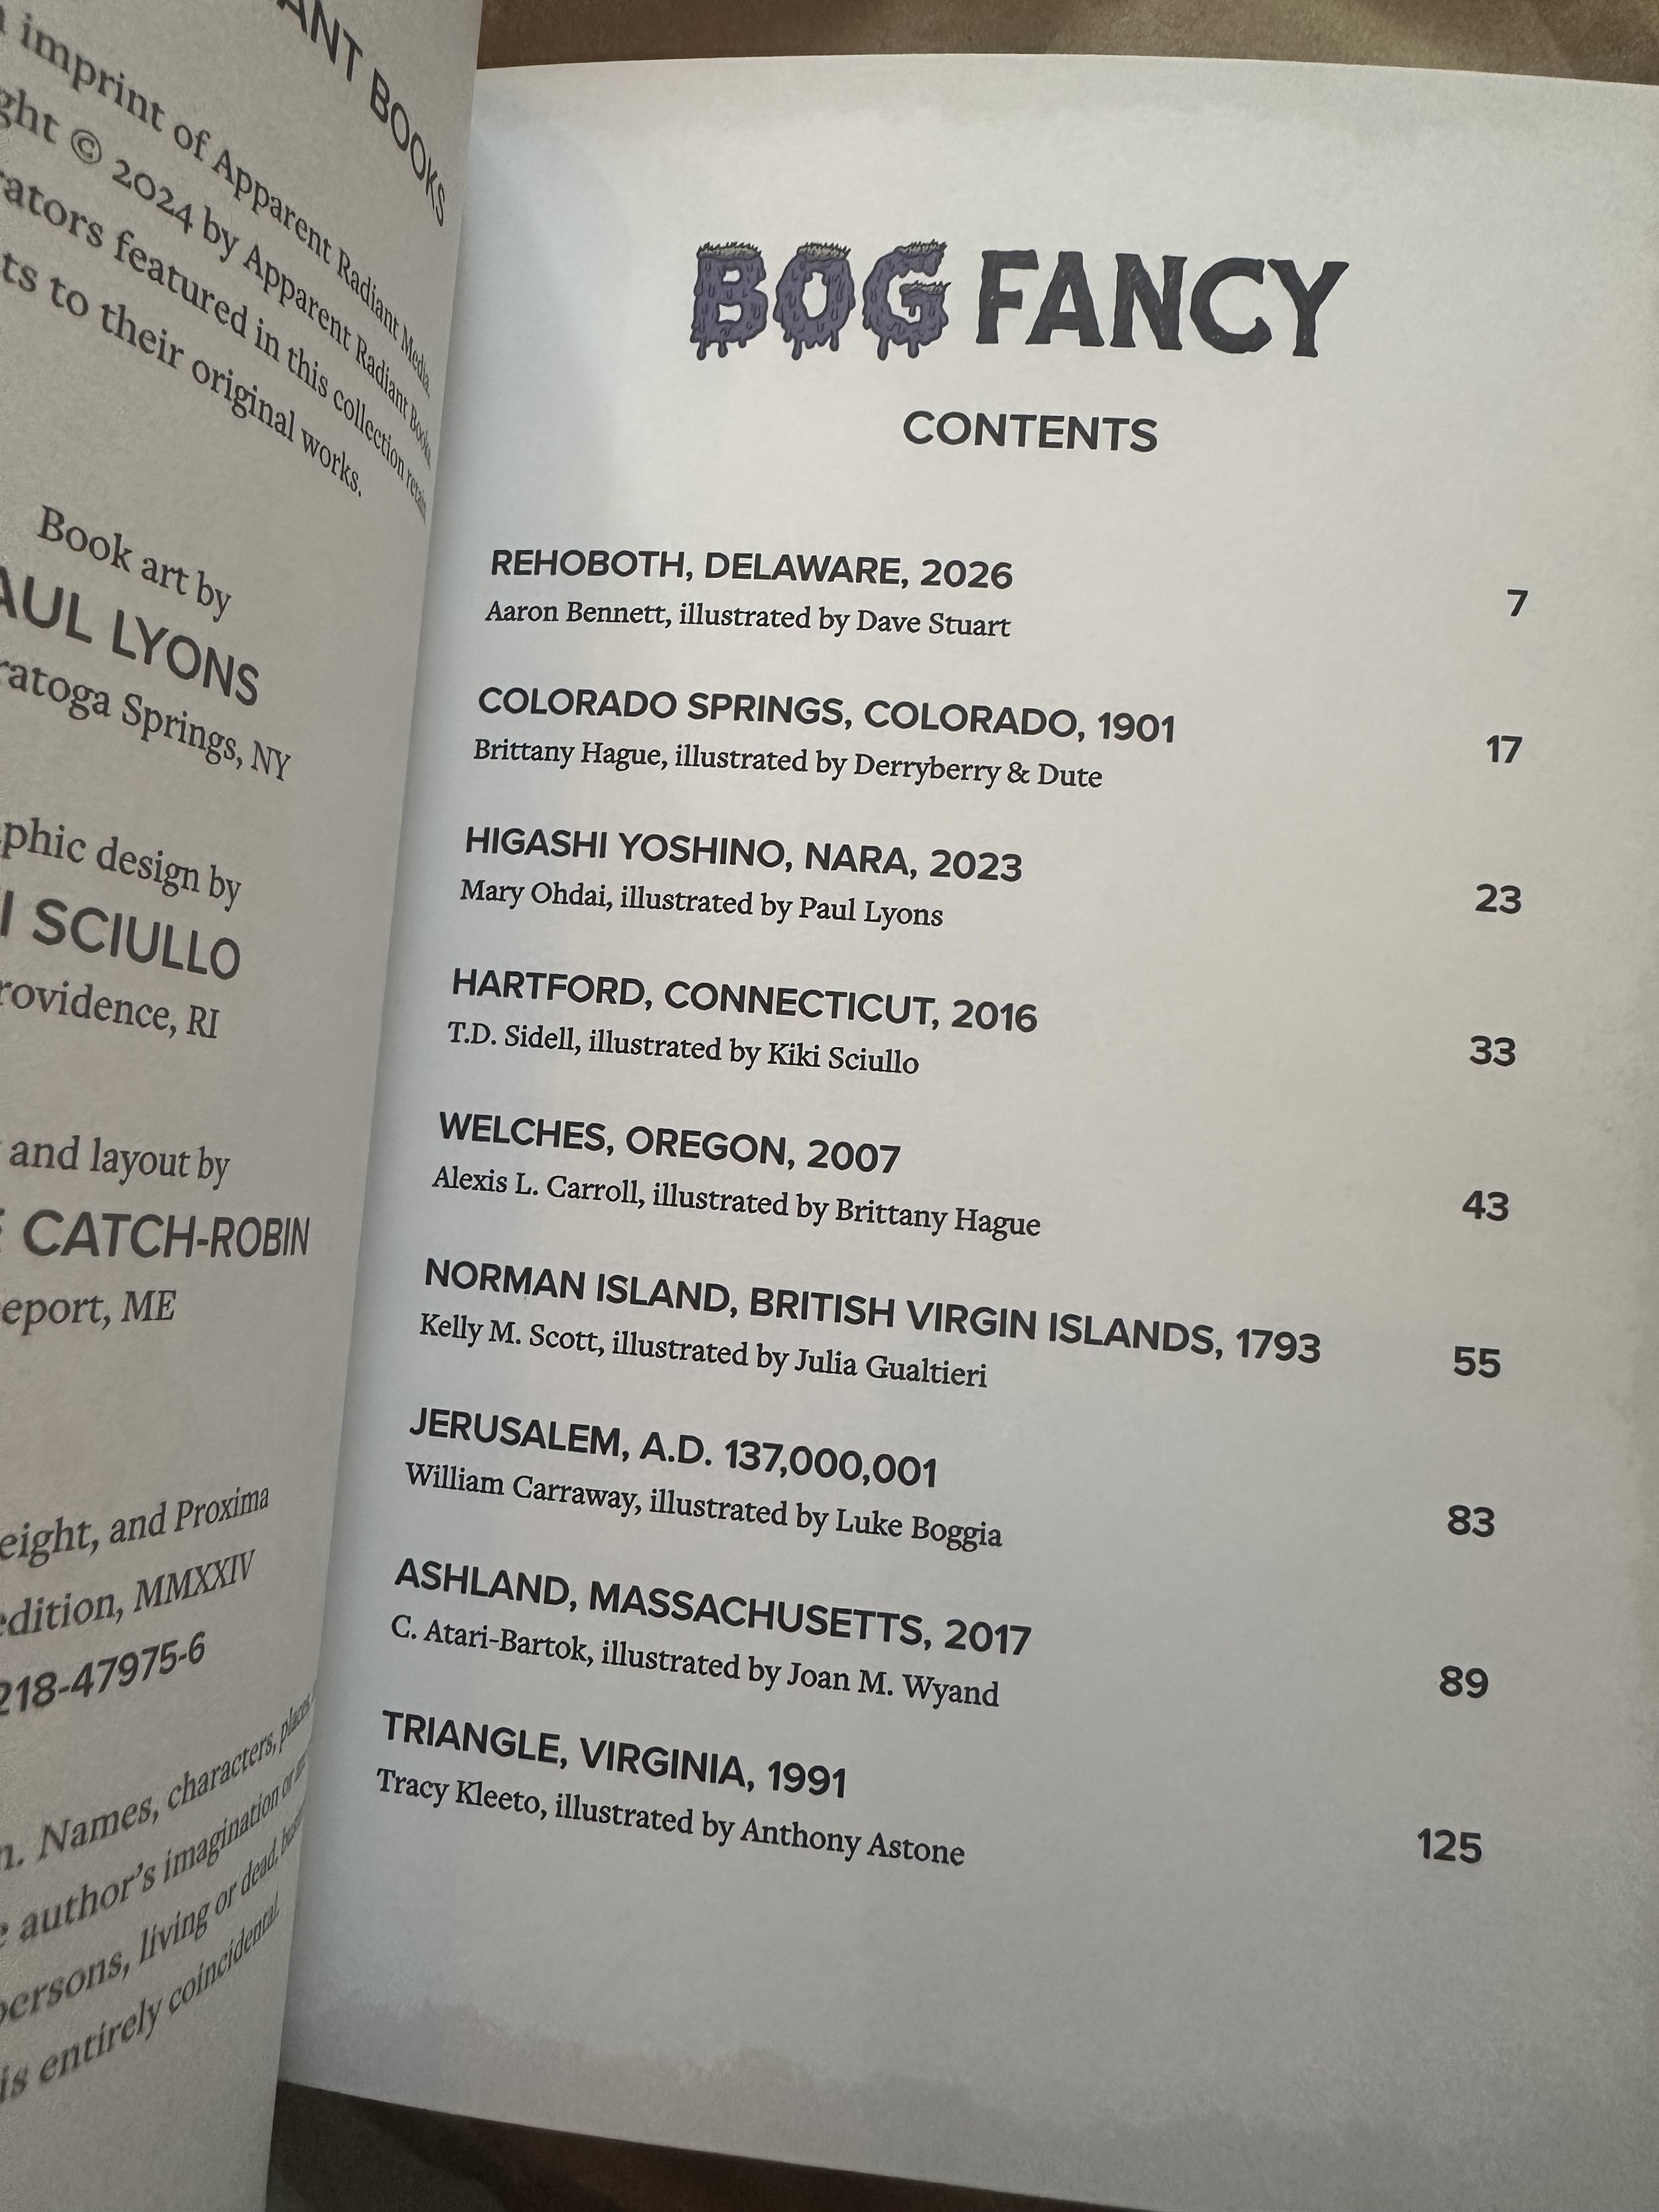 ANT BOOKS
imprint of Apparent Radiant Media.
ght © 2024 by Apparent Radiant Books.
rators featured in this collection retain
ts to their original works.
Book art by
AUL LYONS
ratoga Springs, NY
phic design by
I SCIULLO
rovidence, RI
and layout by
E CATCH-ROBIN
eeport, ME
eight, and Proxima
edition, MMXXIV
218-47975-6
n. Names, characters, places,
e author's imagination or
persons, living or dead,
is entirely coincidental.
BOG FANCY
CONTENTS
REHOBOTH, DELAWARE, 2026
Aaron Bennett, illustrated by Dave Stuart
7
COLORADO SPRINGS, COLORADO, 1901
Brittany Hague, illustrated by Derryberry & Dute
17
HIGASHI YOSHINO, NARA, 2023
Mary Ohdai, illustrated by Paul Lyons
23
HARTFORD, CONNECTICUT, 2016
T.D. Sidell, illustrated by Kiki Sciullo
33
WELCHES, OREGON, 2007
Alexis L. Carroll, illustrated by Brittany Hague
43
NORMAN ISLAND, BRITISH VIRGIN ISLANDS, 1793
Kelly M. Scott, illustrated by Julia Gualtieri
55
JERUSALEM, A.D. 137,000,001
William Carraway, illustrated by Luke Boggia
83
ASHLAND, MASSACHUSETTS, 2017
C. Atari-Bartok, illustrated by Joan M. Wyand
89
TRIANGLE, VIRGINIA, 1991
Tracy Kleeto, illustrated by Anthony Astone
125